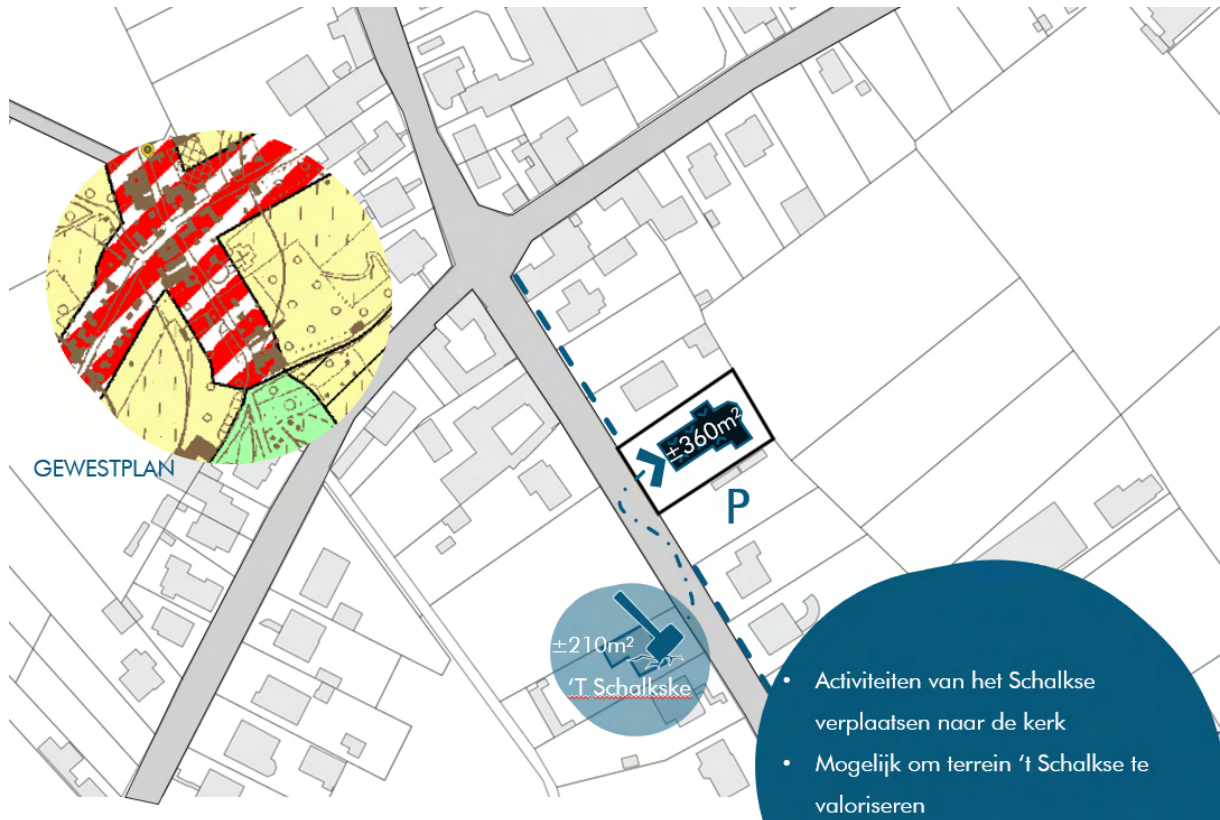 GEWESTPLAN
±360m²
P
±210m²
'T Schalkske
• Activiteiten van het Schalkse
verplaatsen naar de kerk
• Mogelijk om terrein 't Schalkse te
valoriseren